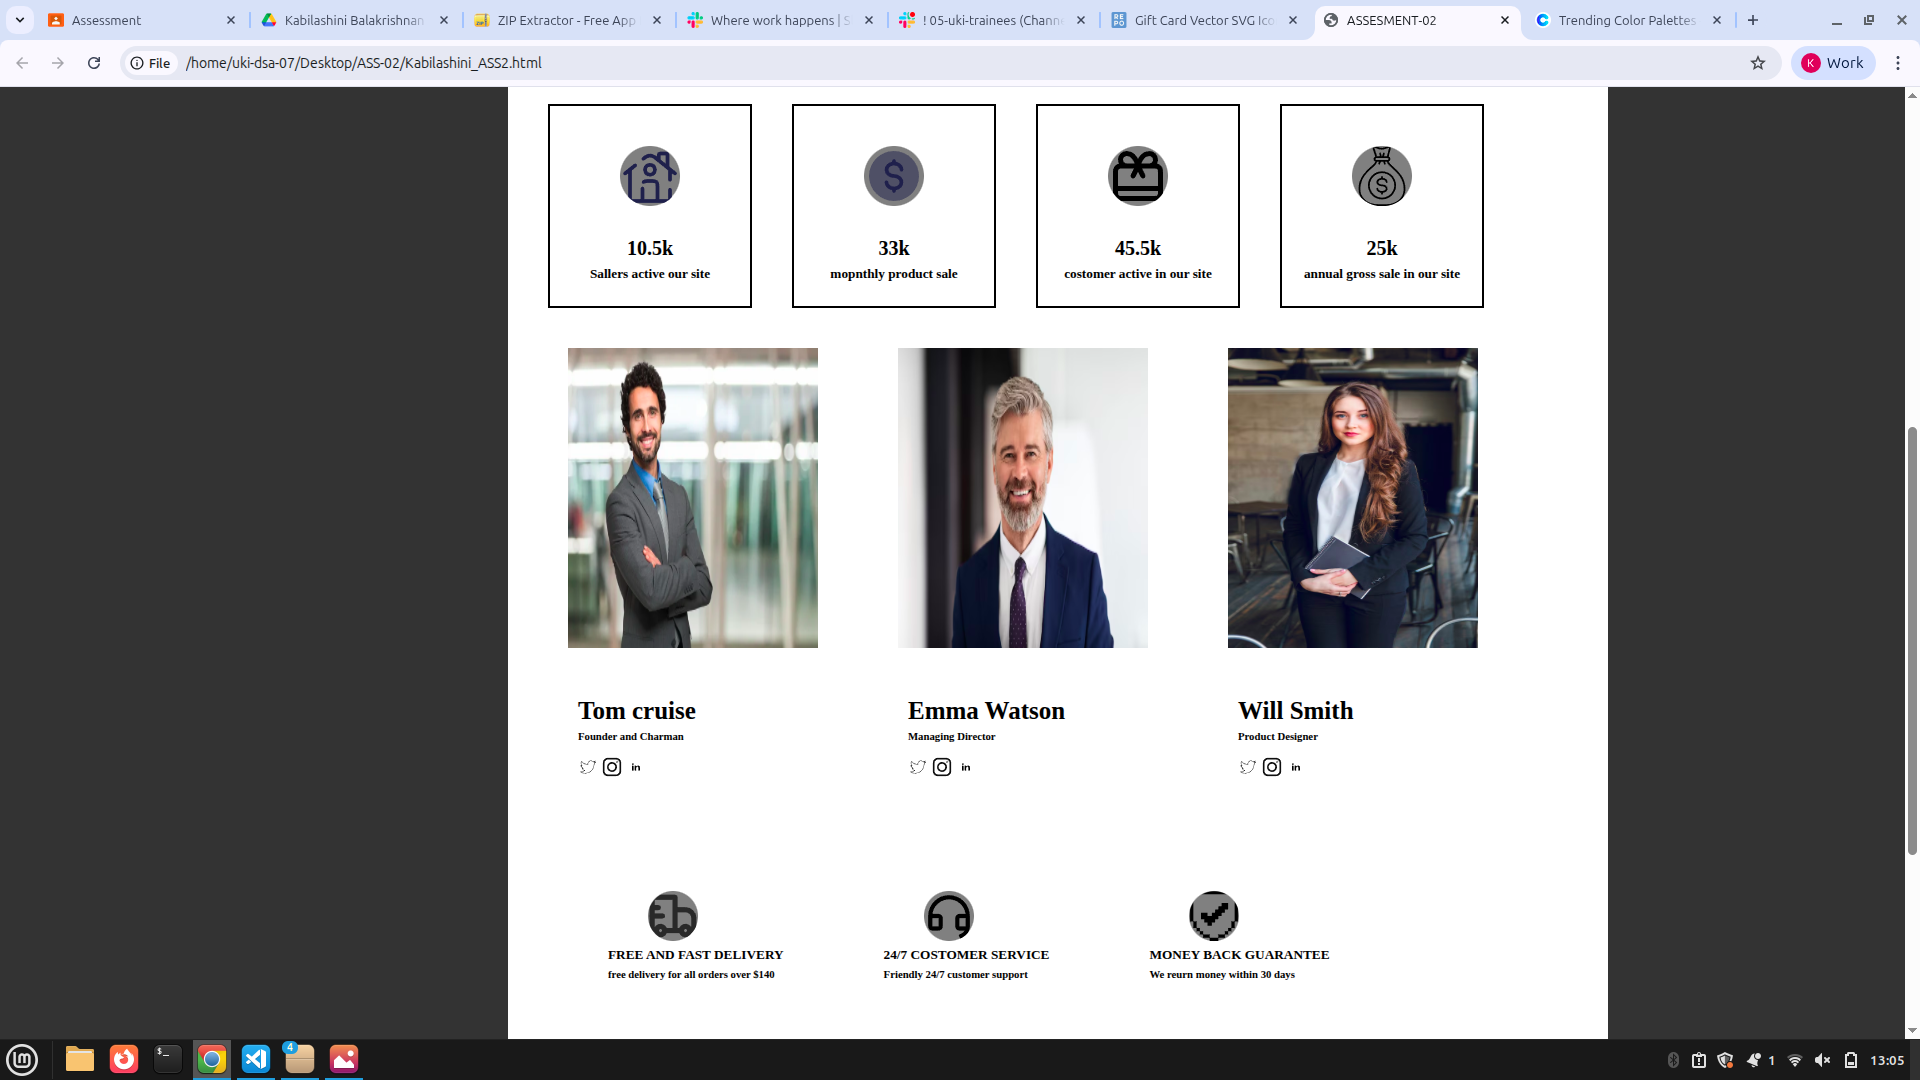 Assessment
Kabilashini Balakrishnan
ZIP Extractor - Free App
Where work happens | S
! 05-uki-trainees (Channe
Gift Card Vector SVG Ico
ASSESMENT-02
Trending Color Palettes
File
/home/uki-dsa-07/Desktop/ASS-02/Kabilashini_ASS2.html
K
Work
10.5k
Sallers active our site
33k
mopnthly product sale
45.5k
costomer active in our site
25k
annual gross sale in our site
Tom cruise
Founder and Charman
in
Emma Watson
Managing Director
in
Will Smith
Product Designer
in
FREE AND FAST DELIVERY
free delivery for all orders over $140
24/7 COSTOMER SERVICE
Friendly 24/7 customer support
MONEY BACK GUARANTEE
We reurn money within 30 days
4
1
13:05